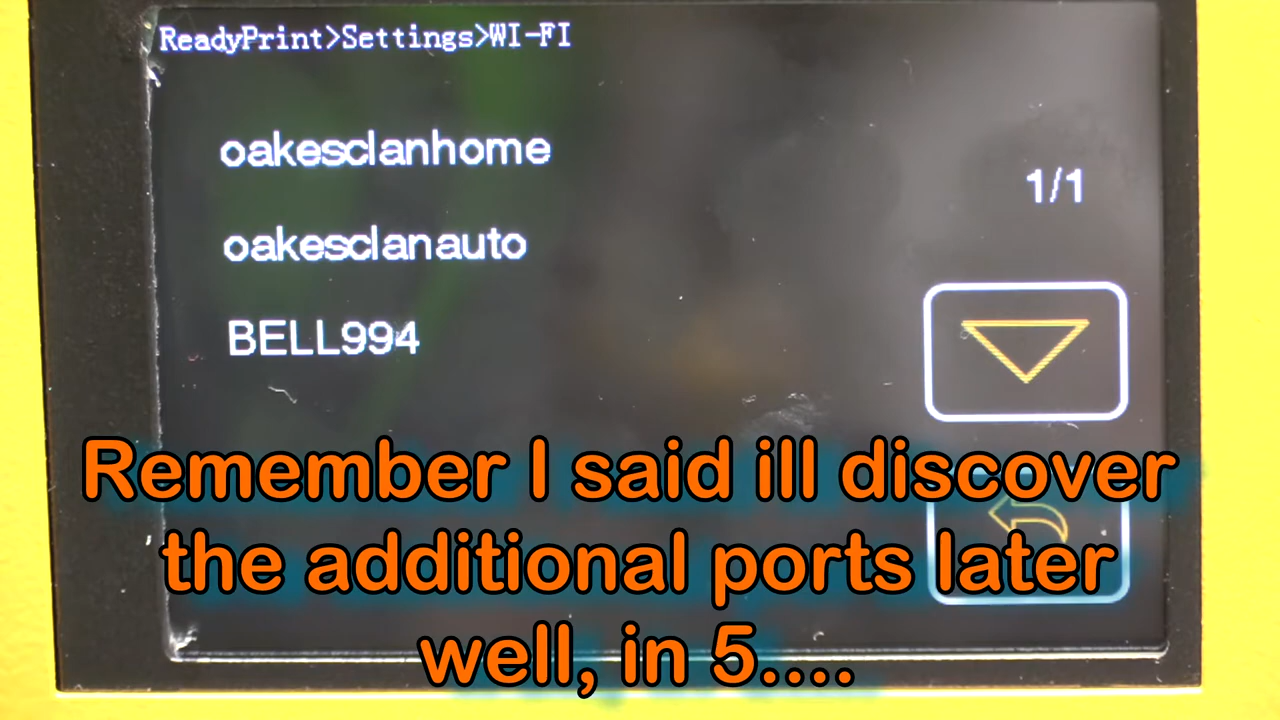 ReadyPrint>Settings>WI-FI
oakesclanhome
1/1
oakesclanauto
BELL994
Remember I said ill discover
the additional ports later
well, in 5....